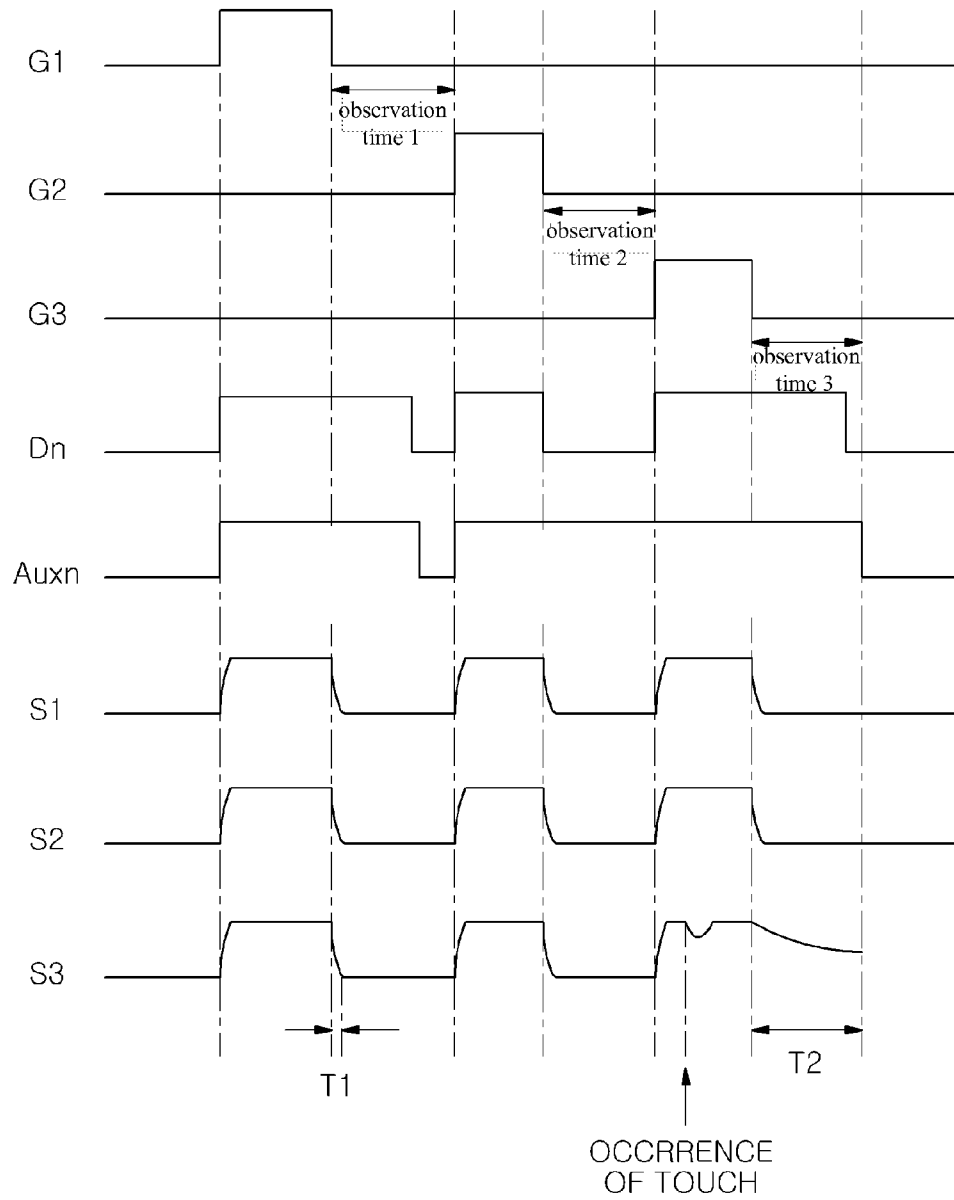 G1
observation
time 1
G2
observation
time 2
G3
observation
time 3
Dn
Auxn
S1
S2
S3
T1
T2
OCCRRENCE
OF TOUCH